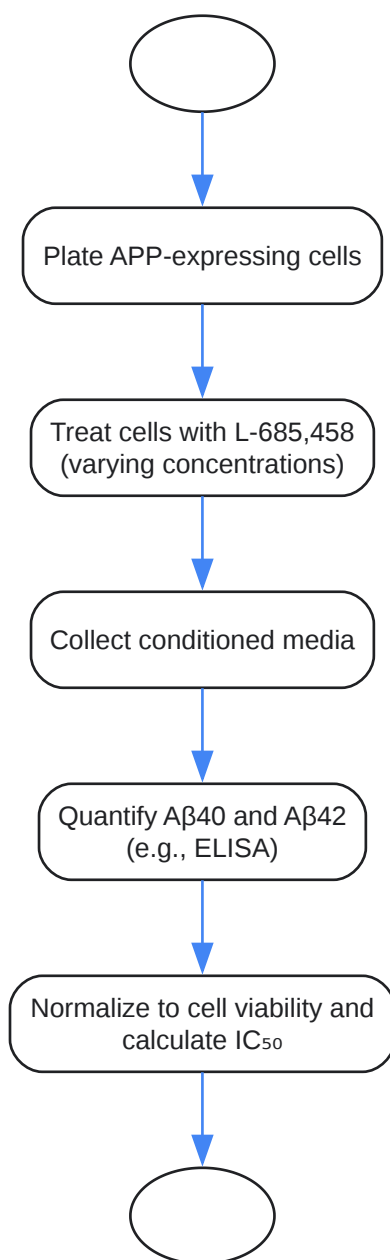 Plate APP-expressing cells
Treat cells with L-685,458
(varying concentrations)
Collect conditioned media
Quantify Aβ40 and Aβ42
(e.g., ELISA)
Normalize to cell viability and
calculate IC₅₀